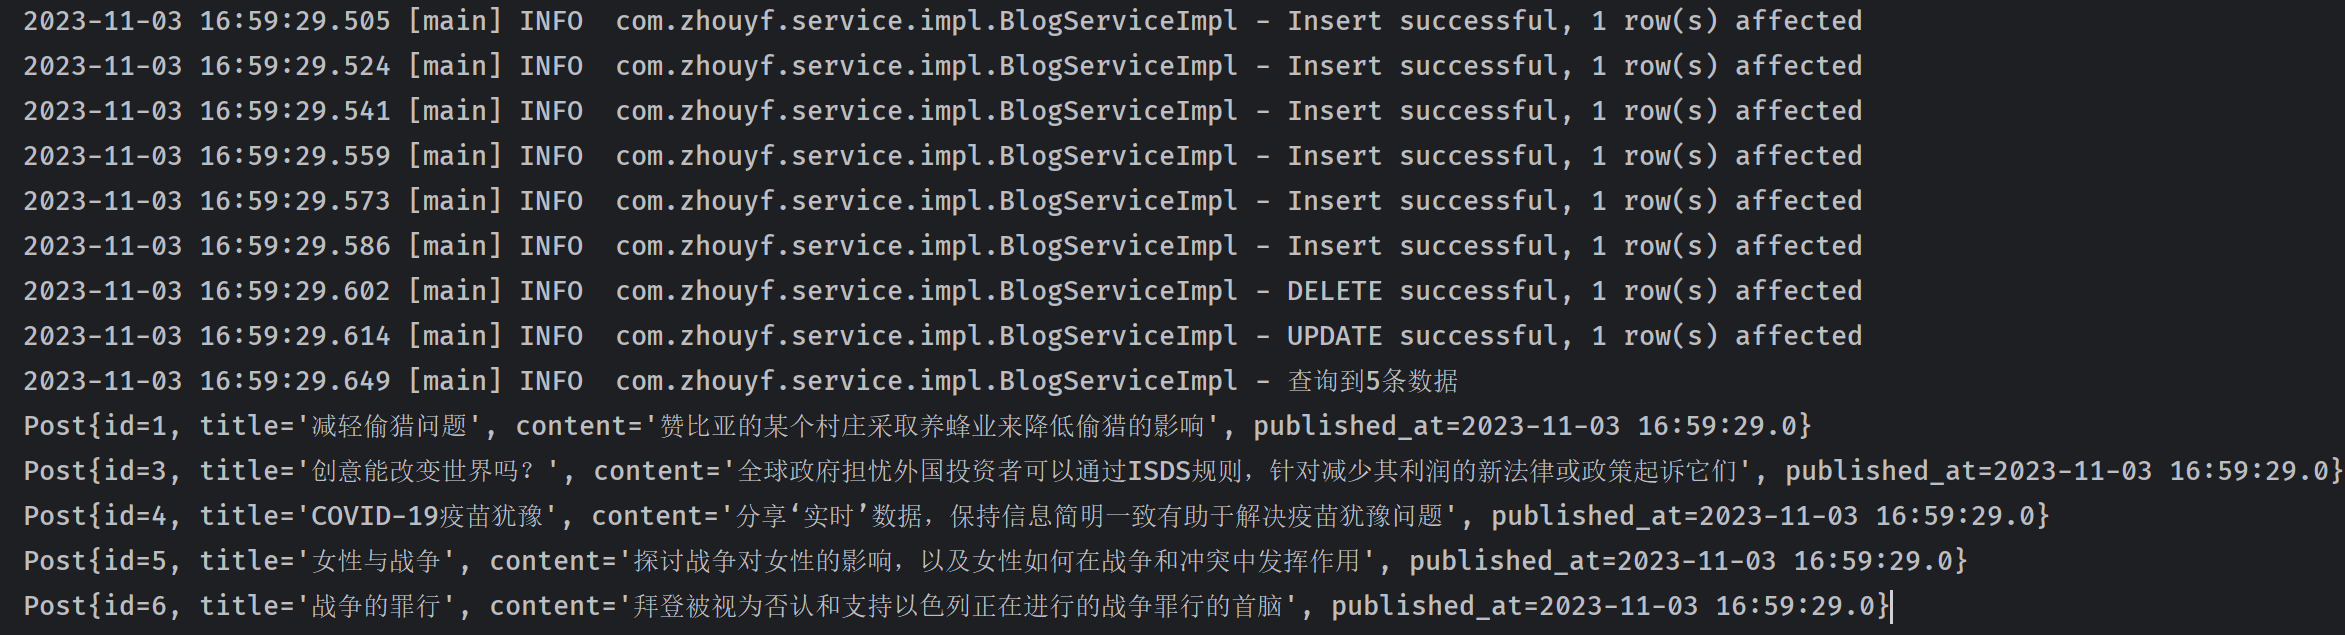 2023-11-03 16:59:29.505 [main] INFO  com.zhouyf.service.impl.BlogServiceImpl - Insert successful, 1 row(s) affected
2023-11-03 16:59:29.524 [main] INFO  com.zhouyf.service.impl.BlogServiceImpl - Insert successful, 1 row(s) affected
2023-11-03 16:59:29.541 [main] INFO  com.zhouyf.service.impl.BlogServiceImpl - Insert successful, 1 row(s) affected
2023-11-03 16:59:29.559 [main] INFO  com.zhouyf.service.impl.BlogServiceImpl - Insert successful, 1 row(s) affected
2023-11-03 16:59:29.573 [main] INFO  com.zhouyf.service.impl.BlogServiceImpl - Insert successful, 1 row(s) affected
2023-11-03 16:59:29.586 [main] INFO  com.zhouyf.service.impl.BlogServiceImpl - Insert successful, 1 row(s) affected
2023-11-03 16:59:29.602 [main] INFO  com.zhouyf.service.impl.BlogServiceImpl - DELETE successful, 1 row(s) affected
2023-11-03 16:59:29.614 [main] INFO  com.zhouyf.service.impl.BlogServiceImpl - UPDATE successful, 1 row(s) affected
2023-11-03 16:59:29.649 [main] INFO  com.zhouyf.service.impl.BlogServiceImpl - 查询到5条数据
Post{id=1, title='减轻偷猎问题', content='赞比亚的某个村庄采取养蜂业来降低偷猎的影响', published_at=2023-11-03 16:59:29.0}
Post{id=3, title='创意能改变世界吗？', content='全球政府担忧外国投资者可以通过ISDS规则，针对减少其利润的新法律或政策起诉它们', published_at=2023-11-03 16:59:29.0}
Post{id=4, title='COVID-19疫苗犹豫', content='分享‘实时’数据，保持信息简明一致有助于解决疫苗犹豫问题', published_at=2023-11-03 16:59:29.0}
Post{id=5, title='女性与战争', content='探讨战争对女性的影响，以及女性如何在战争和冲突中发挥作用', published_at=2023-11-03 16:59:29.0}
Post{id=6, title='战争的罪行', content='拜登被视为否认和支持以色列正在进行的战争罪行的首脑', published_at=2023-11-03 16:59:29.0}